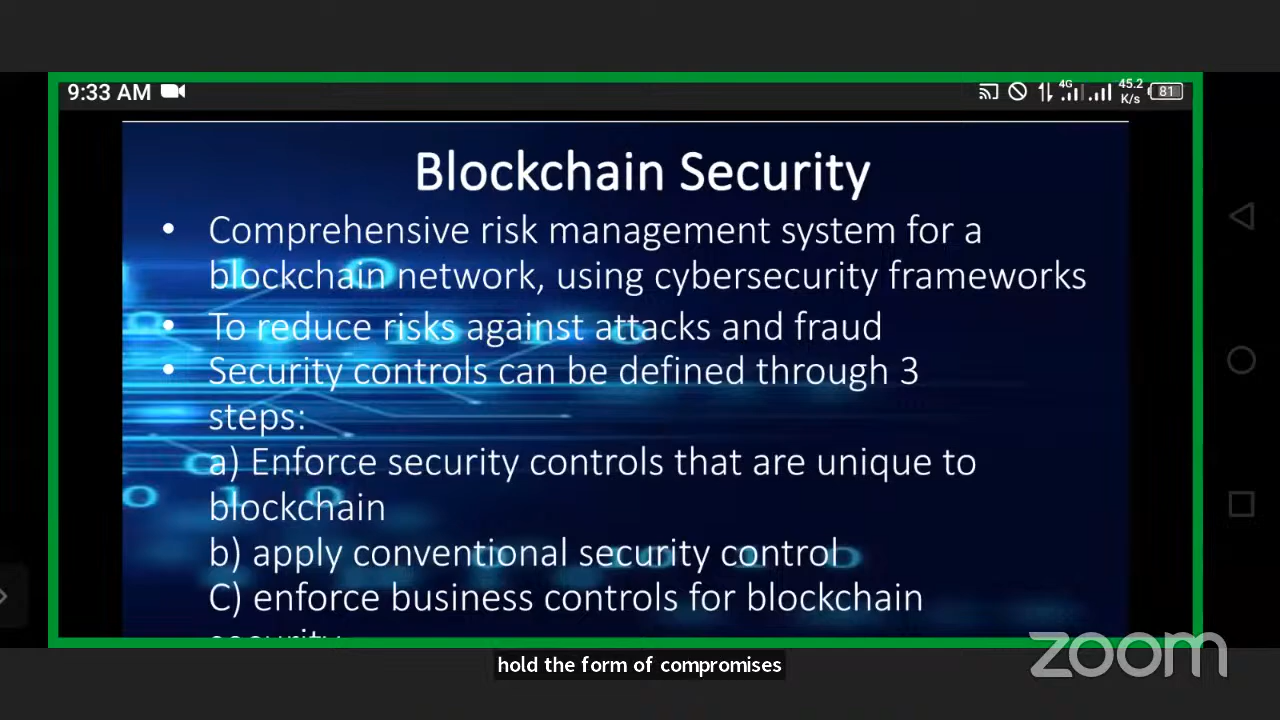 9:33 AM
4G
45.2
K/s
81
Blockchain Security
• Comprehensive risk management system for a
blockchain network, using cybersecurity frameworks
• To reduce risks against attacks and fraud
• Security controls can be defined through 3
steps:
a) Enforce security controls that are unique to
blockchain
b) apply conventional security control
C) enforce business controls for blockchain
security
hold the form of compromises
zoom